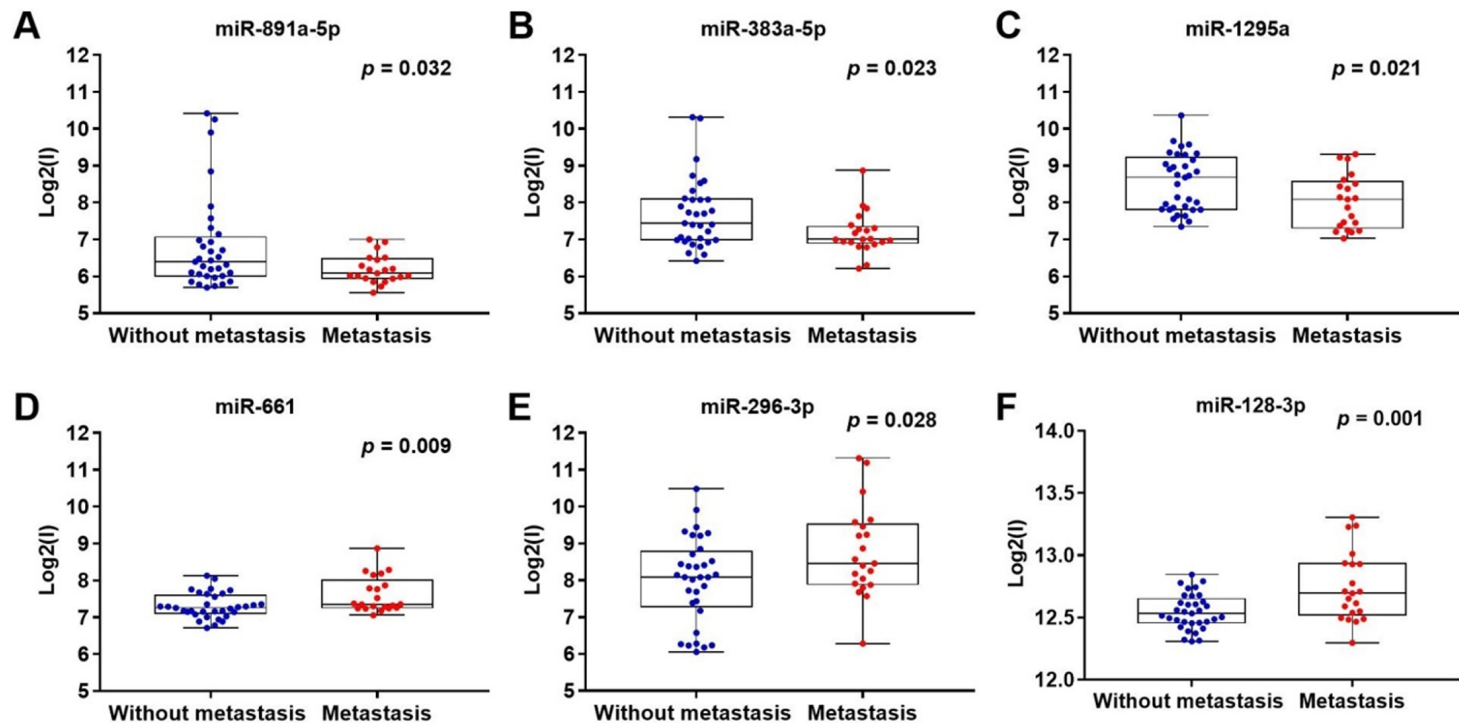 A
miR-891a-5p
p = 0.032
Log2(I)
12
11
10
9
8
7
6
5
Without metastasis Metastasis
B
miR-383a-5p
p = 0.023
Log2(I)
12
11
10
9
8
7
6
5
Without metastasis Metastasis
C
miR-1295a
p = 0.021
Log2(I)
12
11
10
9
8
7
6
5
Without metastasis Metastasis
D
miR-661
p = 0.009
Log2(I)
12
11
10
9
8
7
6
5
Without metastasis Metastasis
E
miR-296-3p
p = 0.028
Log2(I)
12
11
10
9
8
7
6
5
Without metastasis Metastasis
F
miR-128-3p
p = 0.001
Log2(I)
14.0
13.5
13.0
12.5
12.0
Without metastasis Metastasis